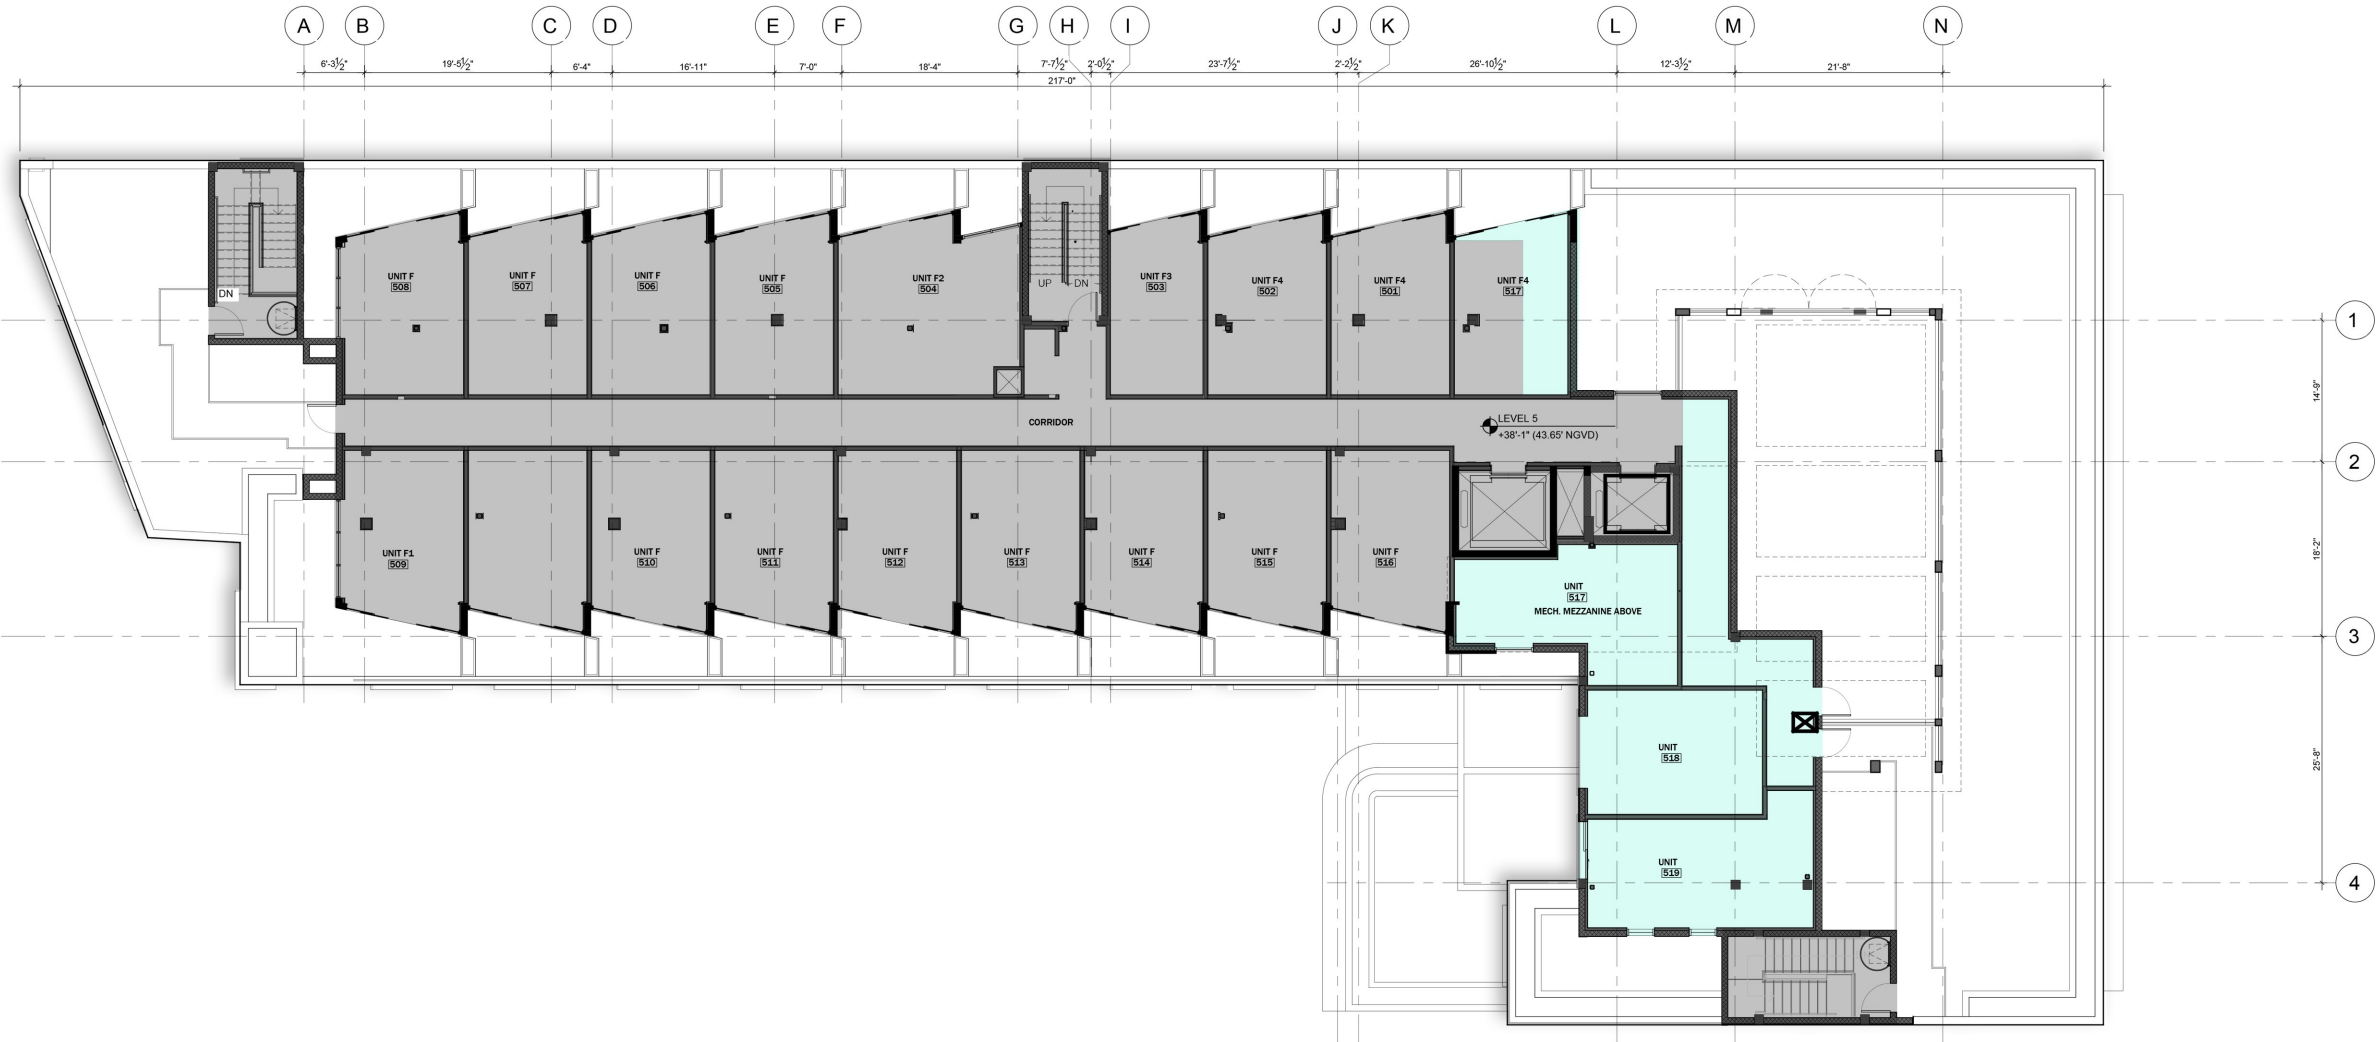 A B C D E F G H I J K L M N
6'-3½" 19'-5½" 6'-4" 16'-11" 7'-0" 18'-4" 7'-7½" 2'-0½" 23'-7½" 2'-2½" 26'-10½" 12'-3½" 21'-8"
217'-0"
UNIT F
508
UNIT F
507
UNIT F
506
UNIT F
505
UNIT F2
504
UP
DN
UNIT F3
503
UNIT F4
502
UNIT F4
501
UNIT F4
517
DN
1
14'-9"
CORRIDOR
LEVEL 5
+38'-1" (43.65' NGVD)
2
18'-2"
UNIT F1
509
UNIT F
510
UNIT F
511
UNIT F
512
UNIT F
513
UNIT F
514
UNIT F
515
UNIT F
516
UNIT
517
MECH. MEZZANINE ABOVE
3
25'-8"
UNIT
518
UNIT
519
4